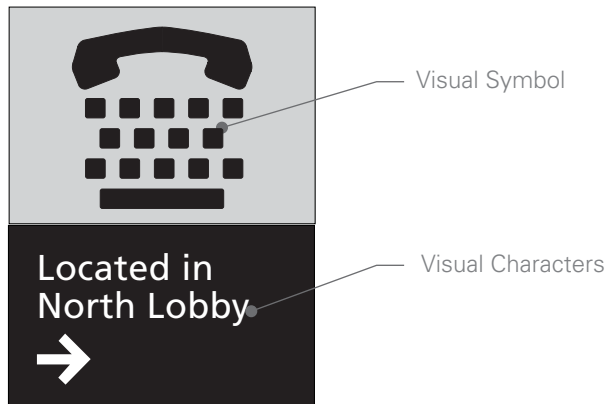 Visual Symbol
Located in
North Lobby
Visual Characters